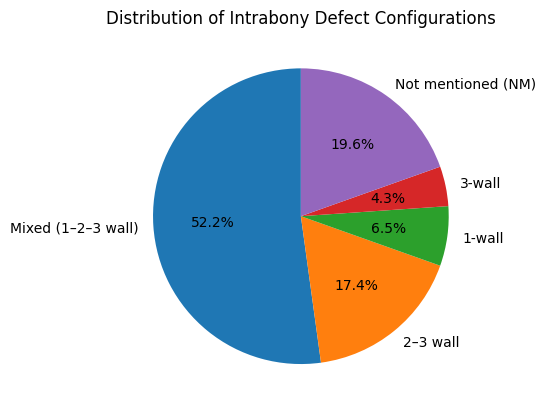 Distribution of Intrabony Defect Configurations
Not mentioned (NM)
19.6%
3-wall
4.3%
Mixed (1–2–3 wall)
52.2%
6.5%
1-wall
17.4%
2–3 wall